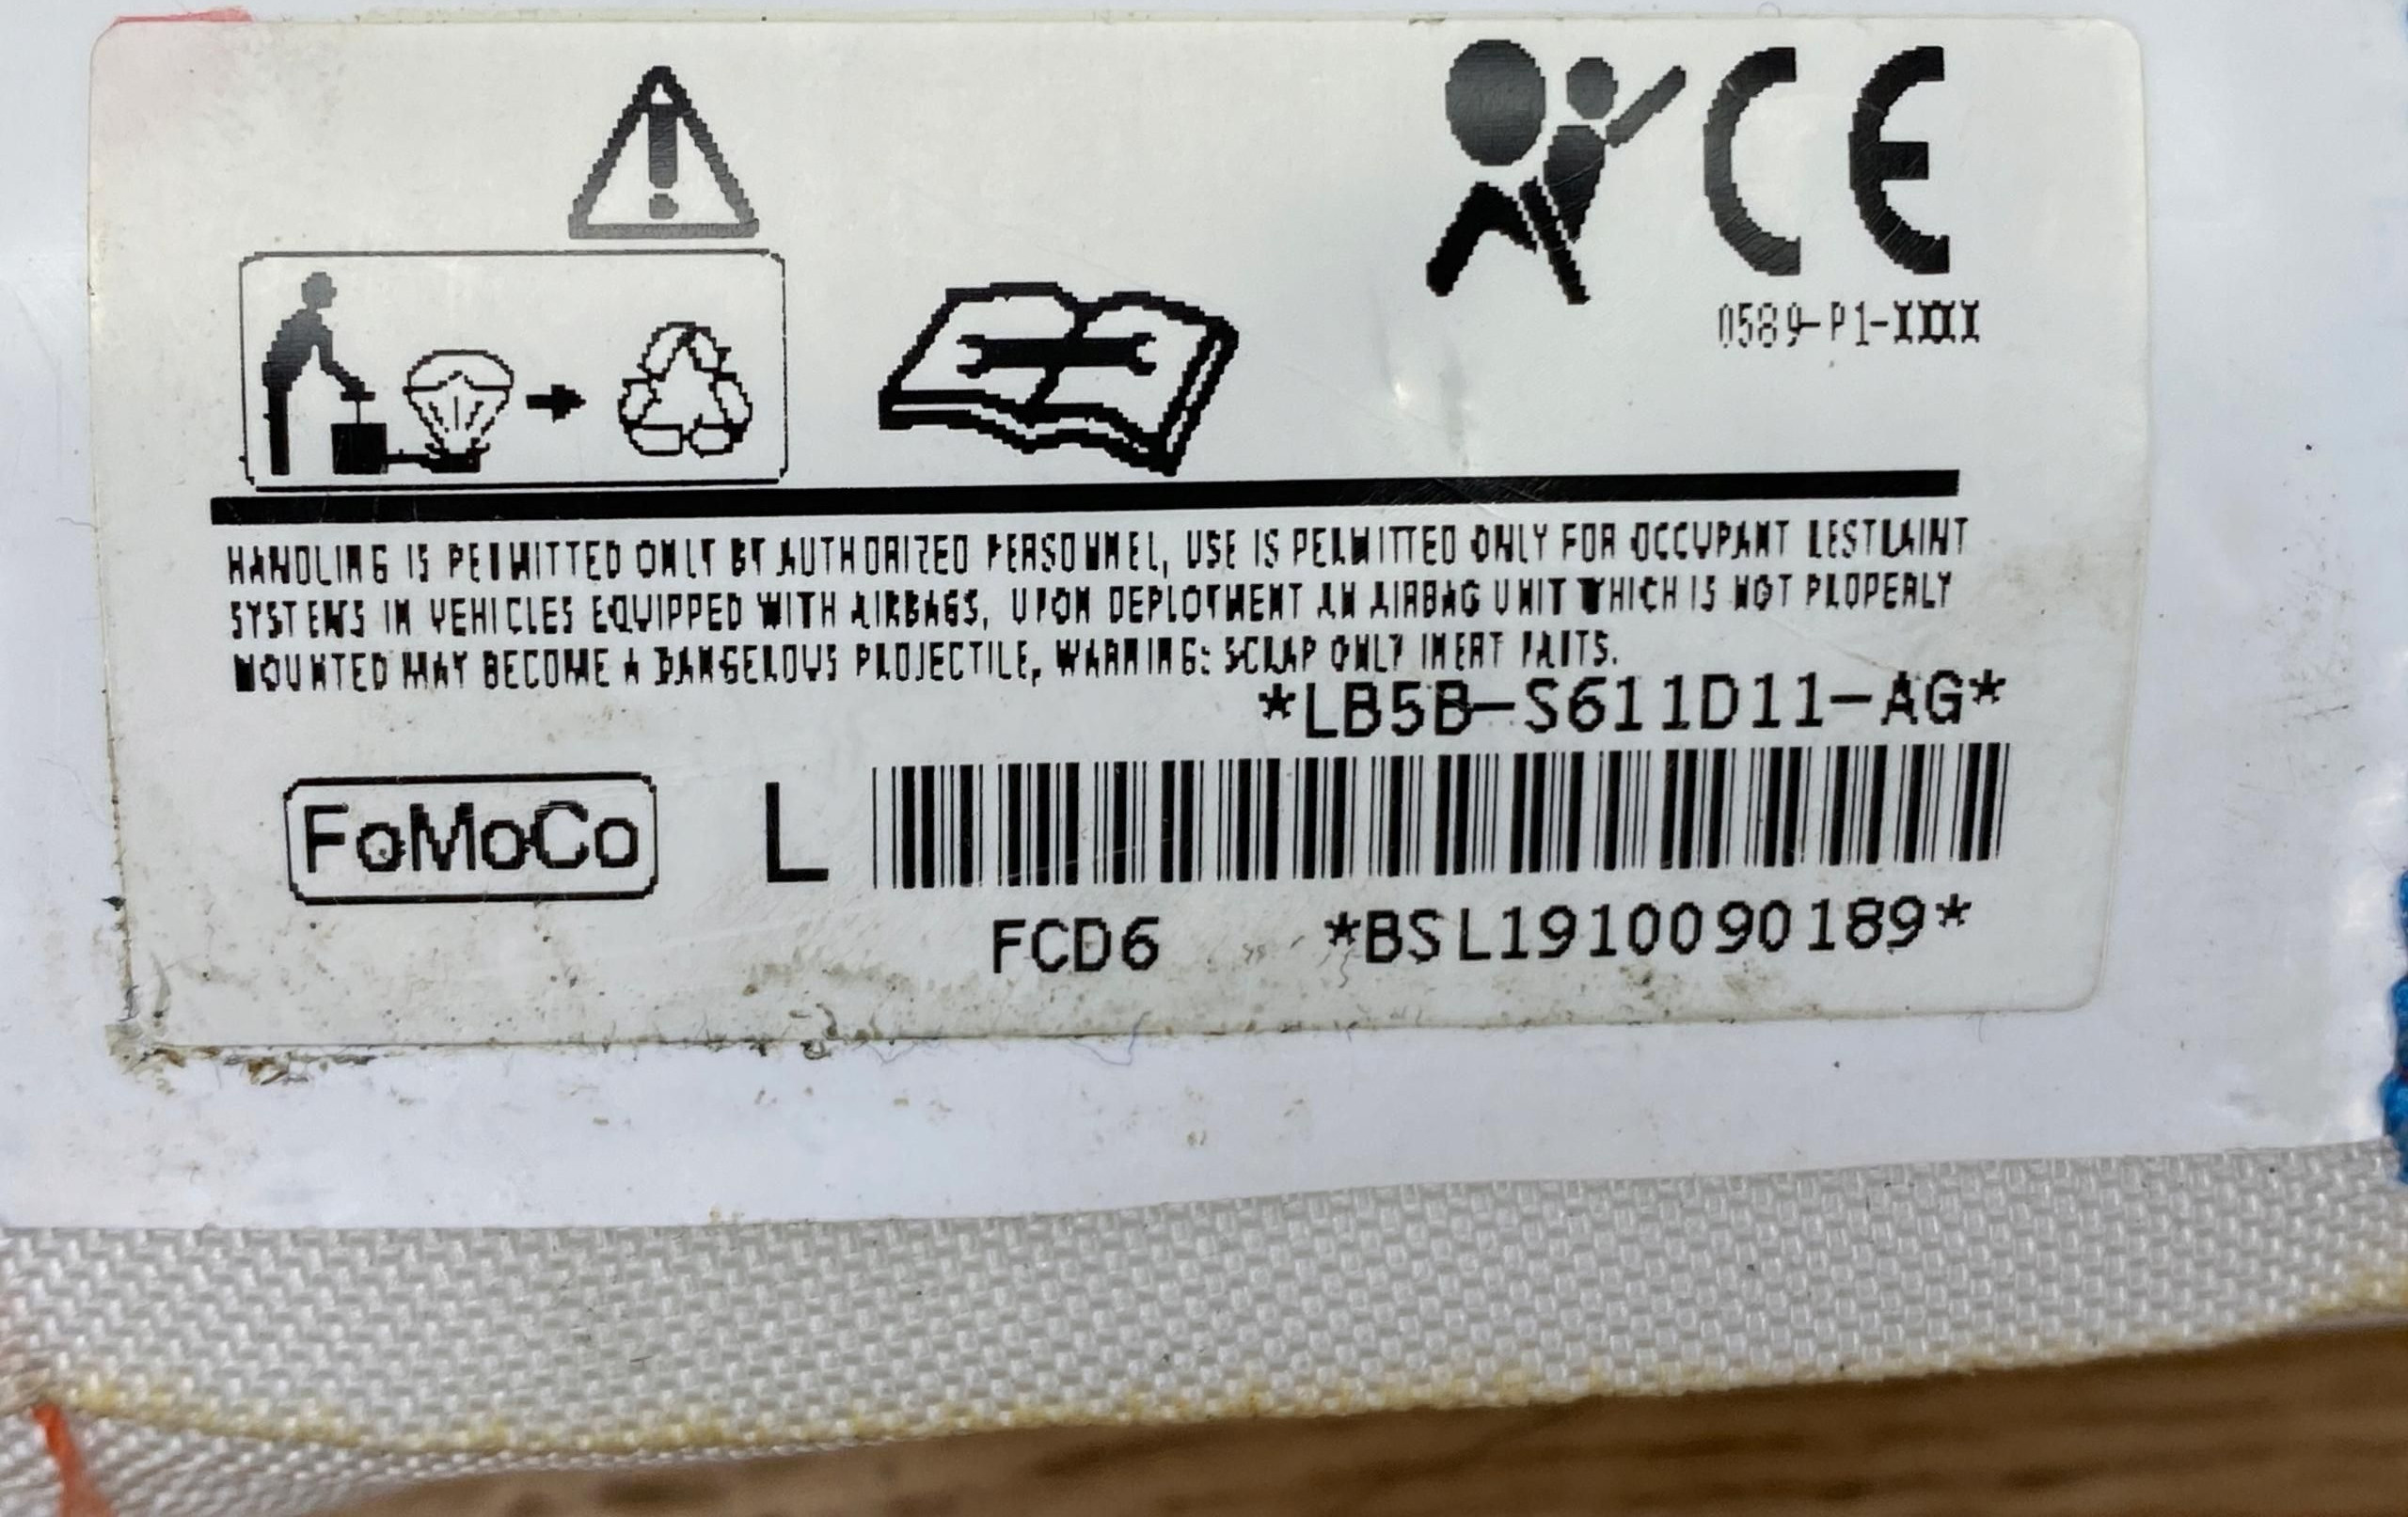 CE
0589-P1-III
HANDLING IS PERMITTED ONLY BY AUTHORIZED PERSONNEL, USE IS PERMITTED ONLY FOR OCCUPANT RESTRAINT
SYSTEMS IN VEHICLES EQUIPPED WITH AIRBAGS, UPON DEPLOYMENT AN AIRBAG UNIT WHICH IS NOT PROPERLY
MOUNTED MAY BECOME A DANGEROUS PROJECTILE, WARNING: SCRAP ONLY INERT PARTS.
*LB5B-S611D11-AG*
FoMoCo L
FCD6 *BSL1910090189*